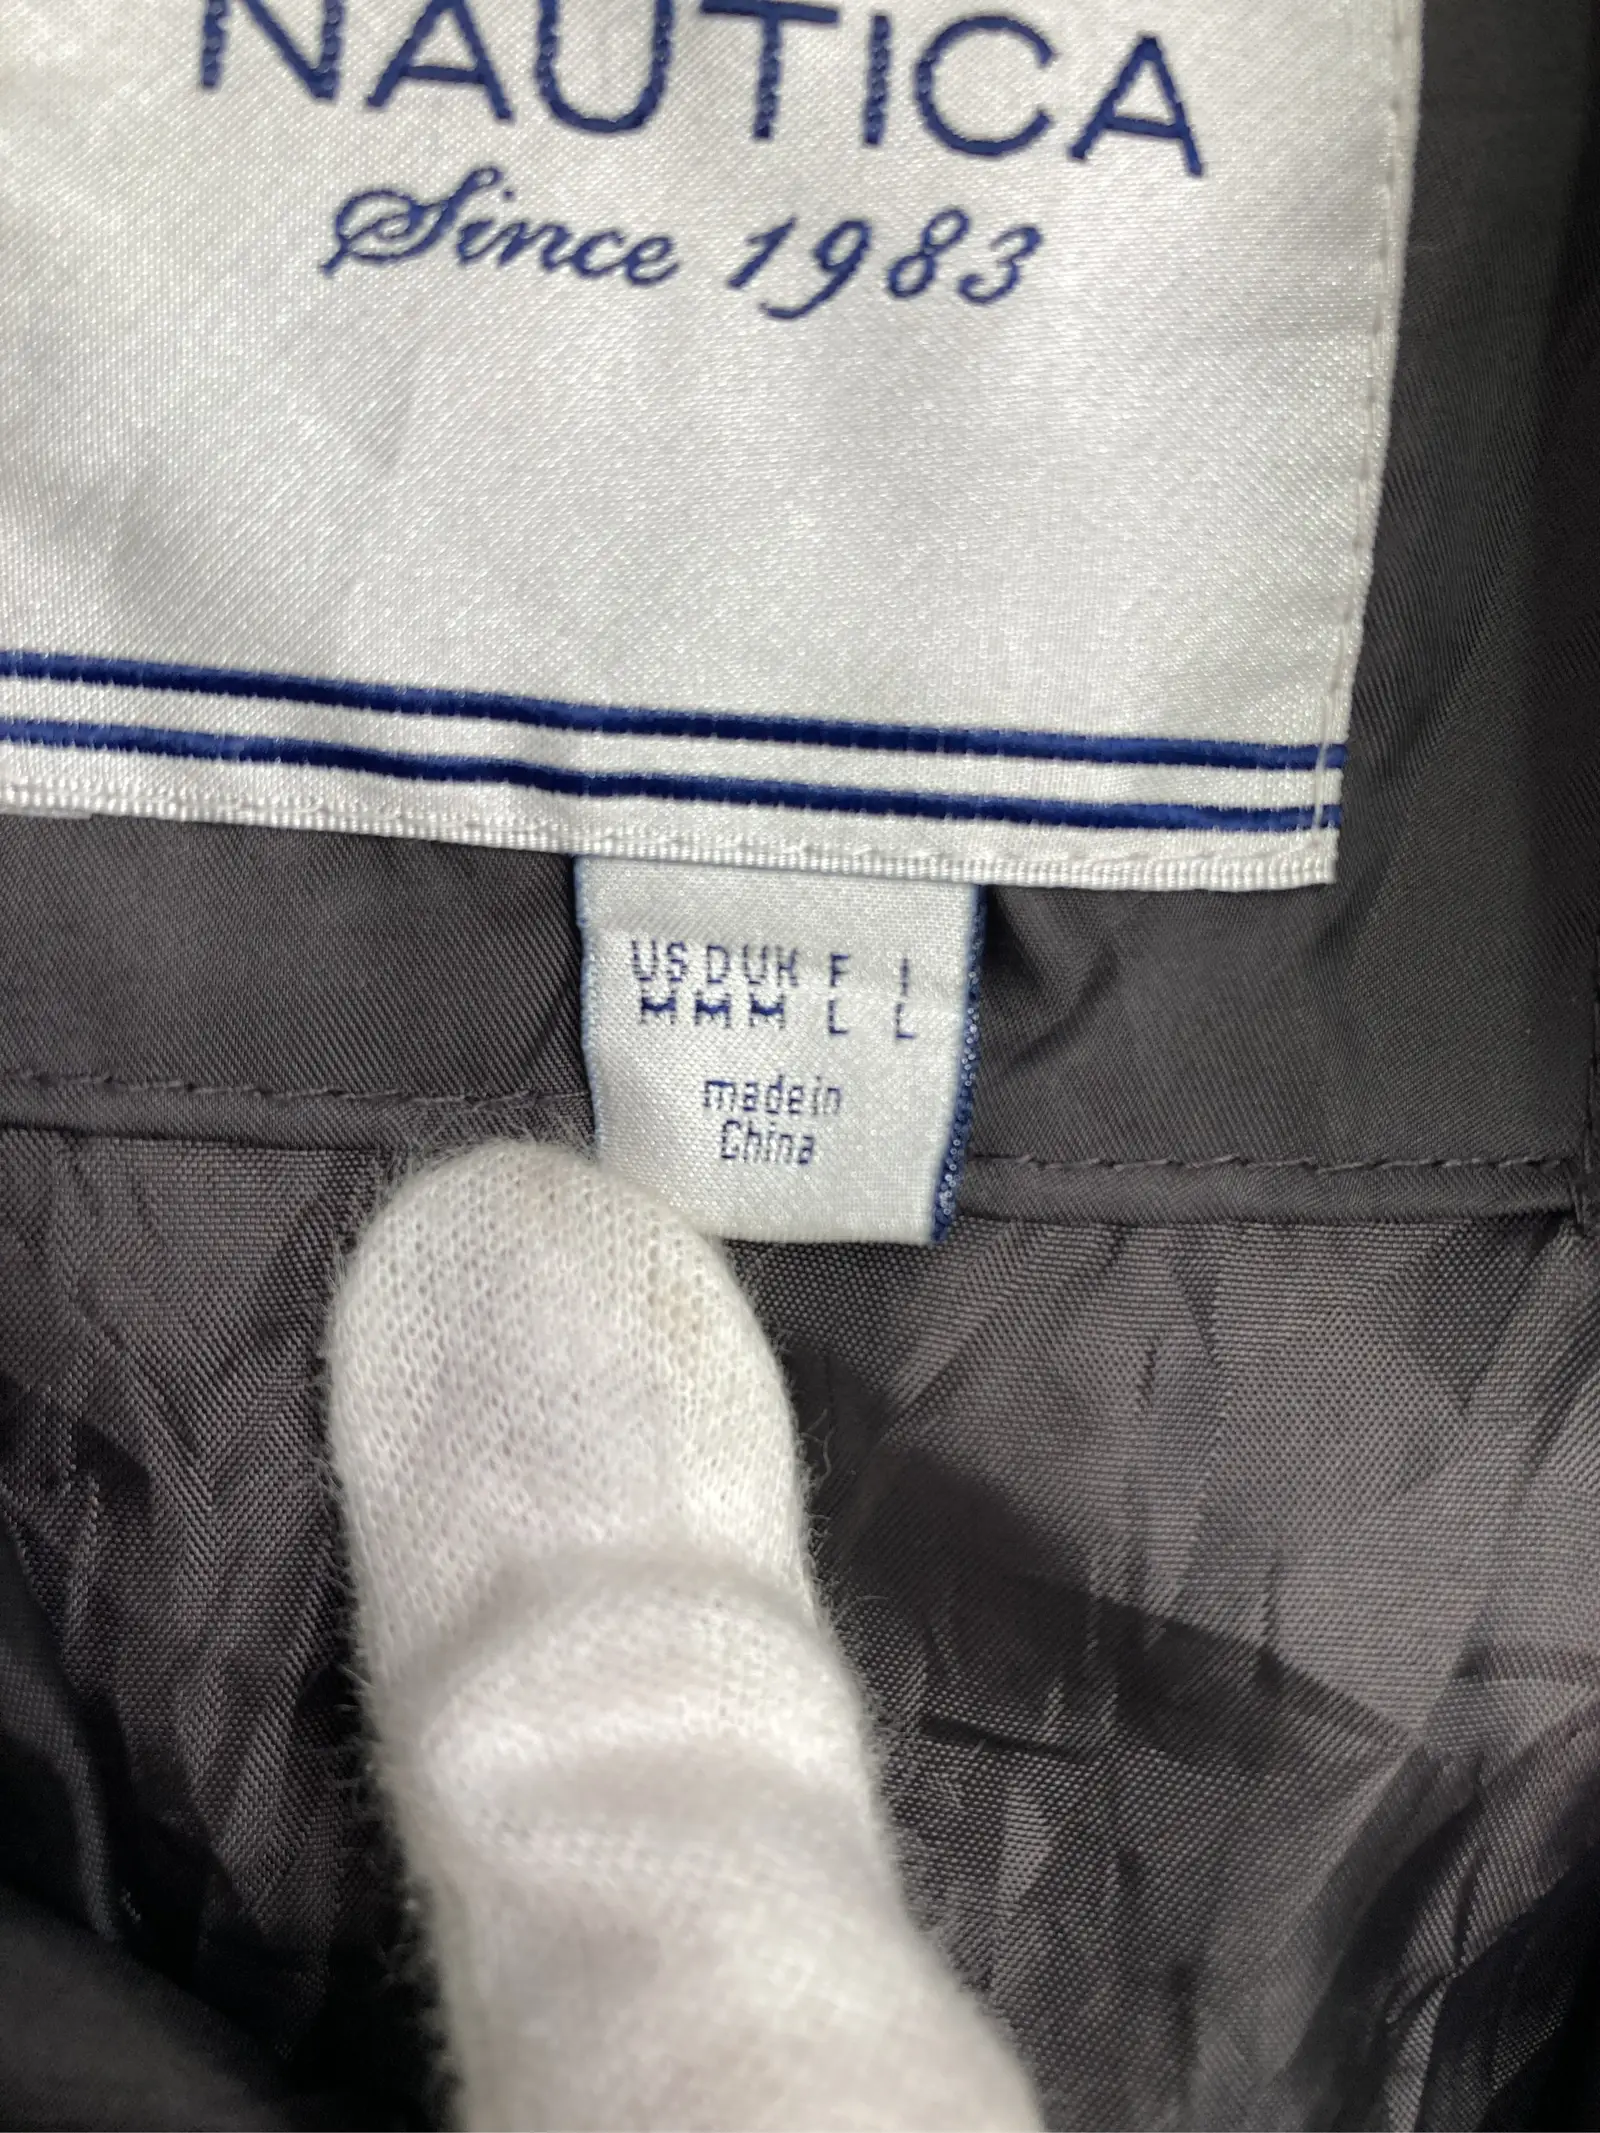 NAUTICA
Since 1983
US D UK F I
M M M L L
made in
China